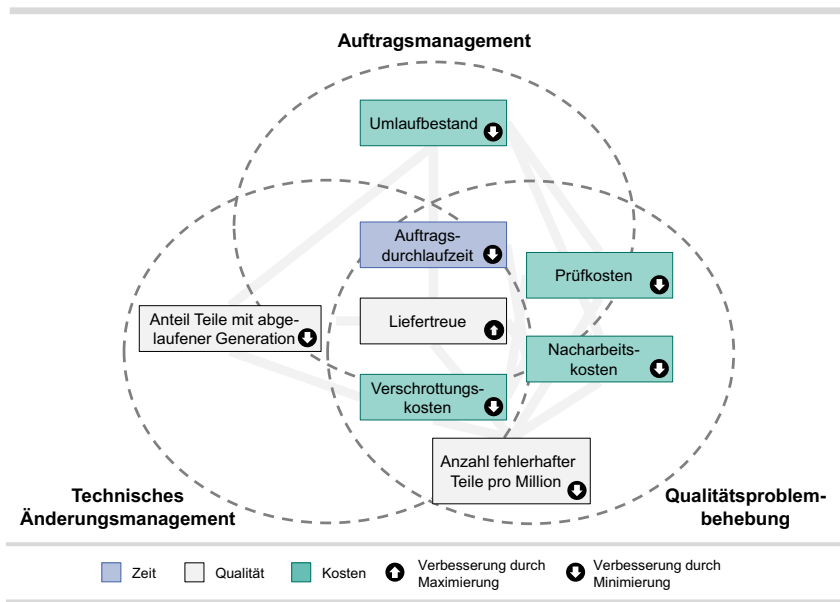 Auftragsmanagement
Umlaufbestand
Auftrags-
durchlaufzeit
Prüfkosten
Anteil Teile mit abge-
laufener Generation
Liefertreue
Nacharbeits-
kosten
Verschrottungs-
kosten
Anzahl fehlerhafter
Teile pro Million
Technisches
Änderungsmanagement
Qualitätsproblem-
behebung
Zeit
Qualität
Kosten
Verbesserung durch
Maximierung
Verbesserung durch
Minimierung